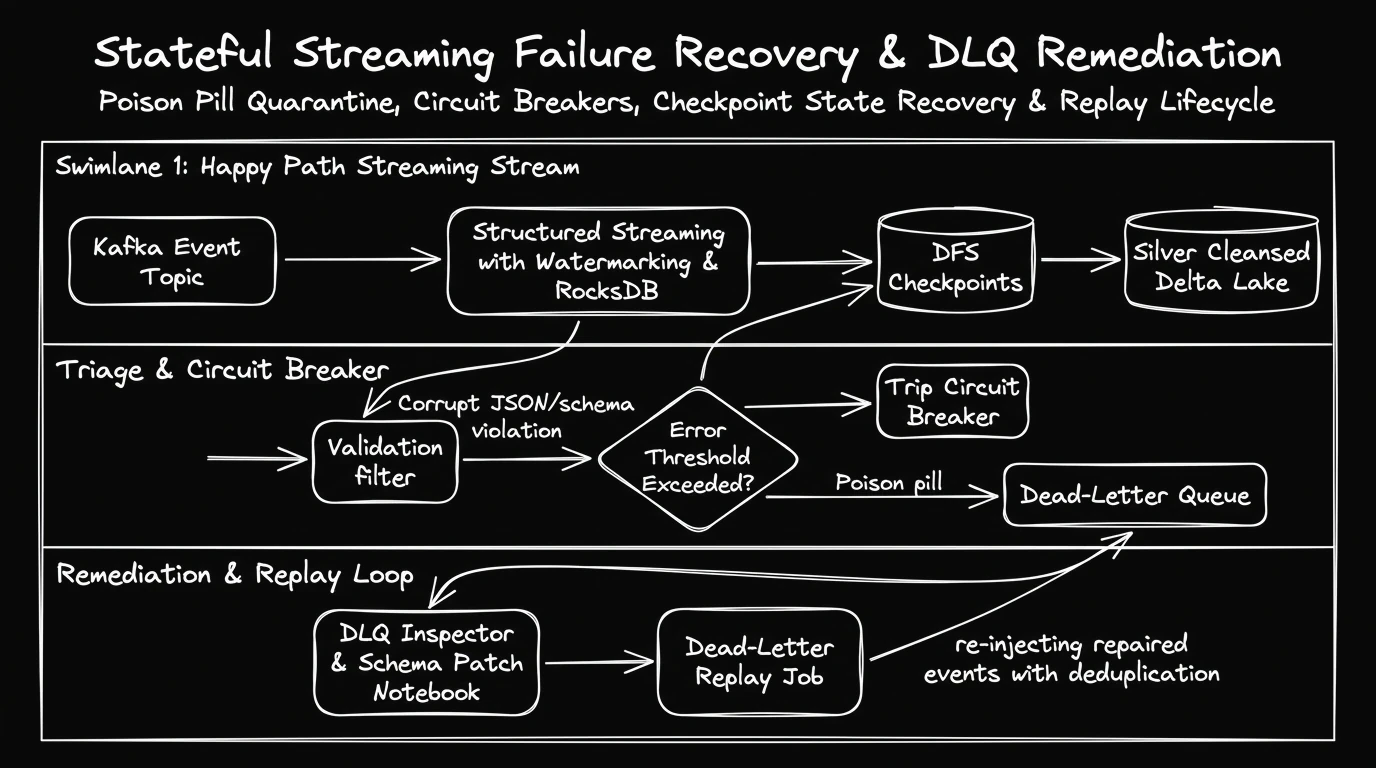 Stateful Streaming Failure Recovery & DLQ Remediation
Poison Pill Quarantine, Circuit Breakers, Checkpoint State Recovery & Replay Lifecycle
Swimlane 1: Happy Path Streaming Stream
Kafka Event
Topic
Structured Streaming
with Watermarking &
RocksDB
DFS
Checkpoints
Silver Cleansed
Delta Lake
Triage & Circuit Breaker
Validation
filter
Corrupt JSON/schema
violation
Error
Threshold
Exceeded?
Trip Circuit
Breaker
Poison pill
Dead-Letter Queue
Remediation & Replay Loop
DLQ Inspector
& Schema Patch
Notebook
Dead-Letter
Replay Job
re-injecting repaired
events with deduplication